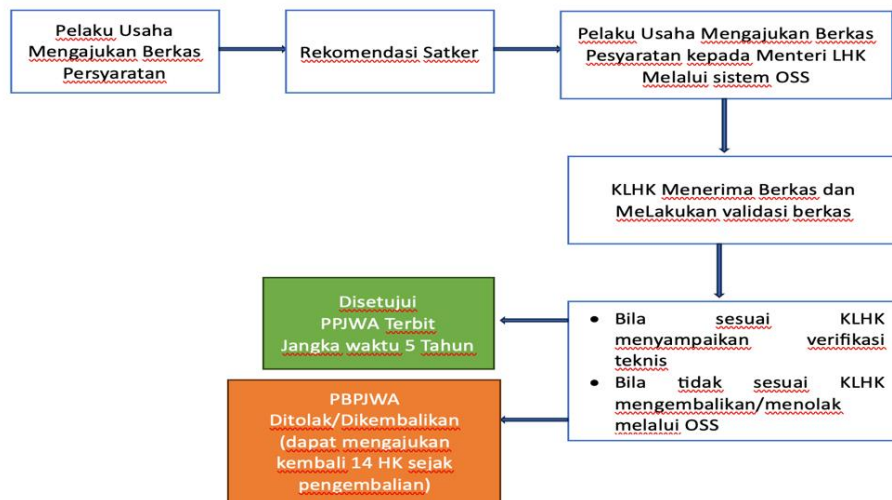 Pelaku Usaha
Mengajukan Berkas
Persyaratan
Rekomendasi Satker
Pelaku Usaha Mengajukan Berkas
Pesyaratan kepada Menteri LHK
Melalui sistem OSS
KLHK Menerima Berkas dan
MeLakukan validasi berkas
• Bila sesuai KLHK
menyampaikan verifikasi
teknis
• Bila tidak sesuai KLHK
mengembalikan/menolak
melalui OSS
Disetujui
PPJWA Terbit
Jangka waktu 5 Tahun
PBPJWA
Ditolak/Dikembalikan
(dapat mengajukan
kembali 14 HK sejak
pengembalian)